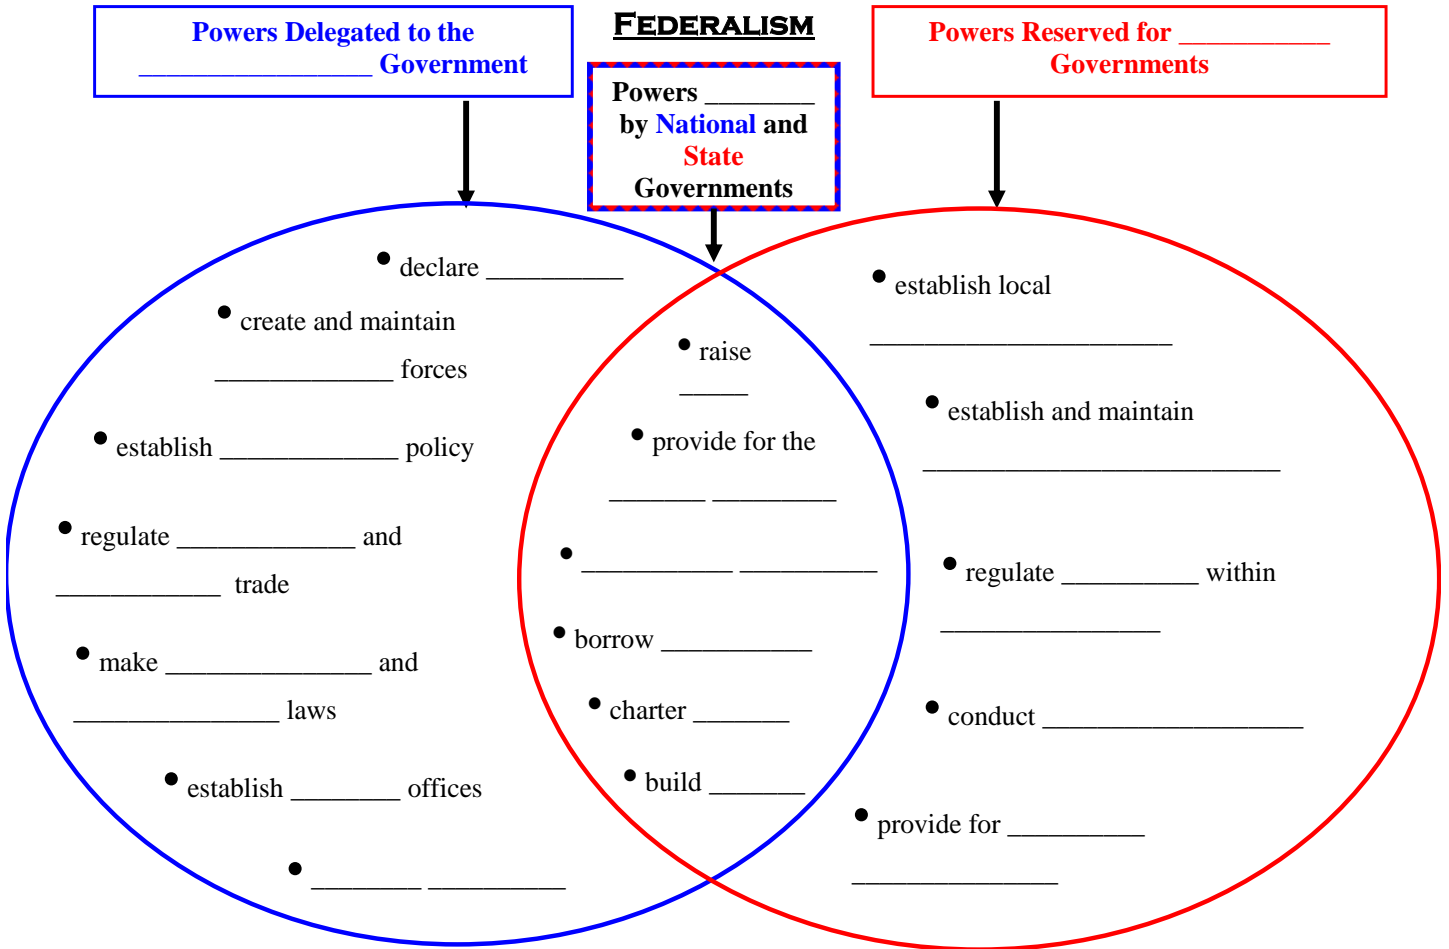 FEDERALISM
Powers Delegated to the
_________________ Government
Powers ________
by National and
State
Governments
Powers Reserved for ___________
Governments
• declare __________
• create and maintain
_____________ forces
• establish _____________ policy
• regulate _____________ and
____________ trade
• make _______________ and
_______________ laws
• establish ________ offices
• ________ __________
• raise
_____
• provide for the
_______ _________
• ___________ __________
• borrow ___________
• charter _______
• build _______
• establish local
______________________
• establish and maintain
__________________________
• regulate __________ within
________________
• conduct ___________________
• provide for __________
_______________